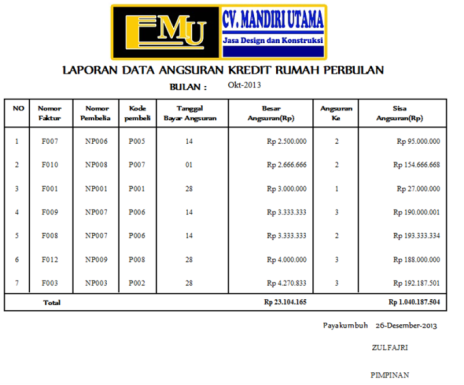 EMU
CV. MANDIRI UTAMA
Jasa Design dan Konstruksi
LAPORAN DATA ANGSURAN KREDIT RUMAH PERBULAN
BULAN : Okt-2013
NO Nomor Faktur Nomor Pembelia Kode pembeli Tanggal Bayar Angsuran Besar Angsuran(Rp) Angsuran Ke Sisa Angsuran(Rp)
1 F007 NP006 P005 14 Rp 2.500.000 2 Rp 95.000.000
2 F010 NP008 P007 01 Rp 2.666.666 2 Rp 154.666.668
3 F001 NP001 P001 28 Rp 3.000.000 1 Rp 27.000.000
4 F009 NP007 P006 14 Rp 3.333.333 3 Rp 190.000.001
5 F008 NP007 P006 14 Rp 3.333.333 2 Rp 193.333.334
6 F012 NP009 P008 28 Rp 4.000.000 3 Rp 188.000.000
7 F003 NP003 P002 28 Rp 4.270.833 3 Rp 192.187.501
Total Rp 23.104.165 Rp 1.040.187.504
Payakumbuh 26-Desember-2013
ZULFAJRI
PIMPINAN